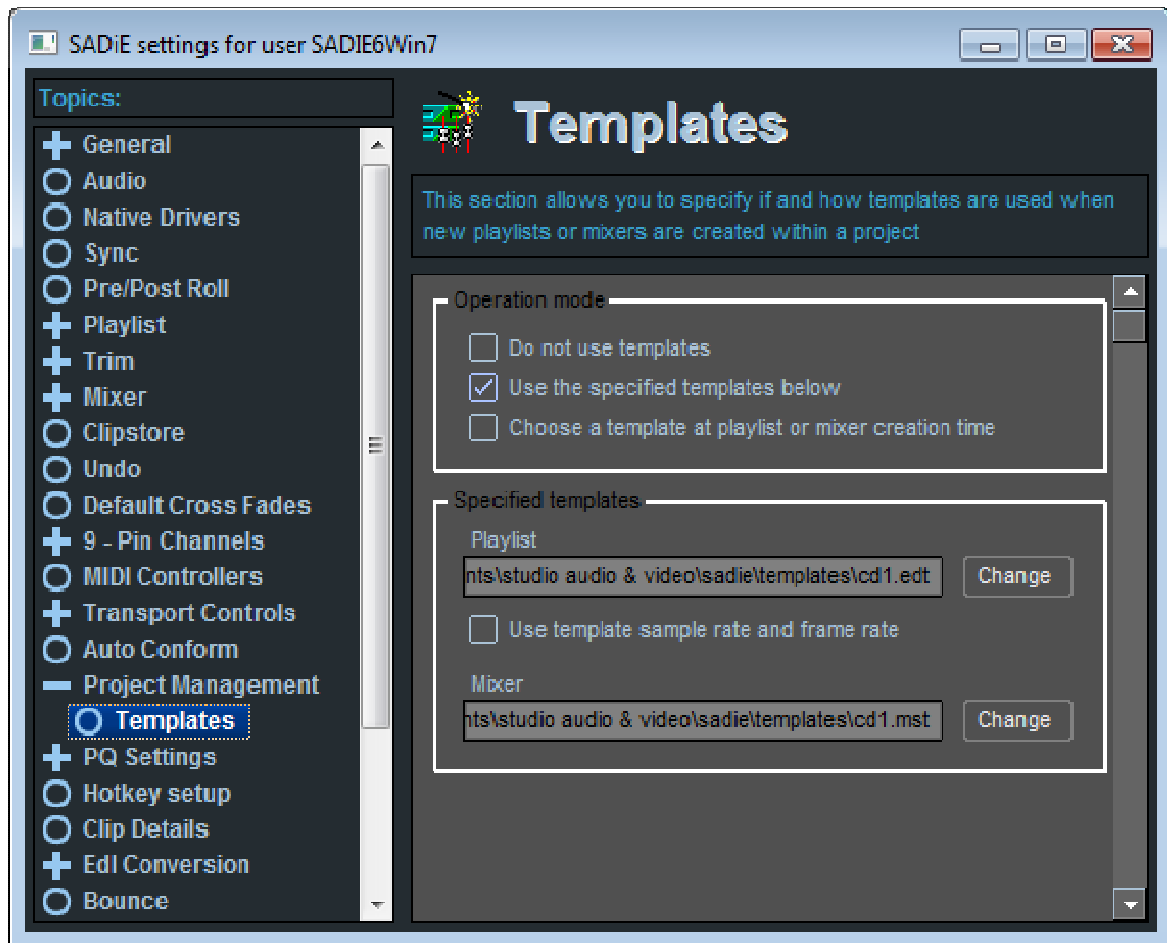 SADiE settings for user SADIE6Win7
Topics:
General
Audio
Native Drivers
Sync
Pre/Post Roll
Playlist
Trim
Mixer
Clipstore
Undo
Default Cross Fades
9 - Pin Channels
MIDI Controllers
Transport Controls
Auto Conform
Project Management
Templates
PQ Settings
Hotkey setup
Clip Details
Edl Conversion
Bounce
Templates
This section allows you to specify if and how templates are used when
new playlists or mixers are created within a project
Operation mode
Do not use templates
Use the specified templates below
Choose a template at playlist or mixer creation time
Specified templates
Playlist
nts\studio audio & video\sadie\templates\cd1.edt
Change
Use template sample rate and frame rate
Mixer
nts\studio audio & video\sadie\templates\cd1.mst
Change